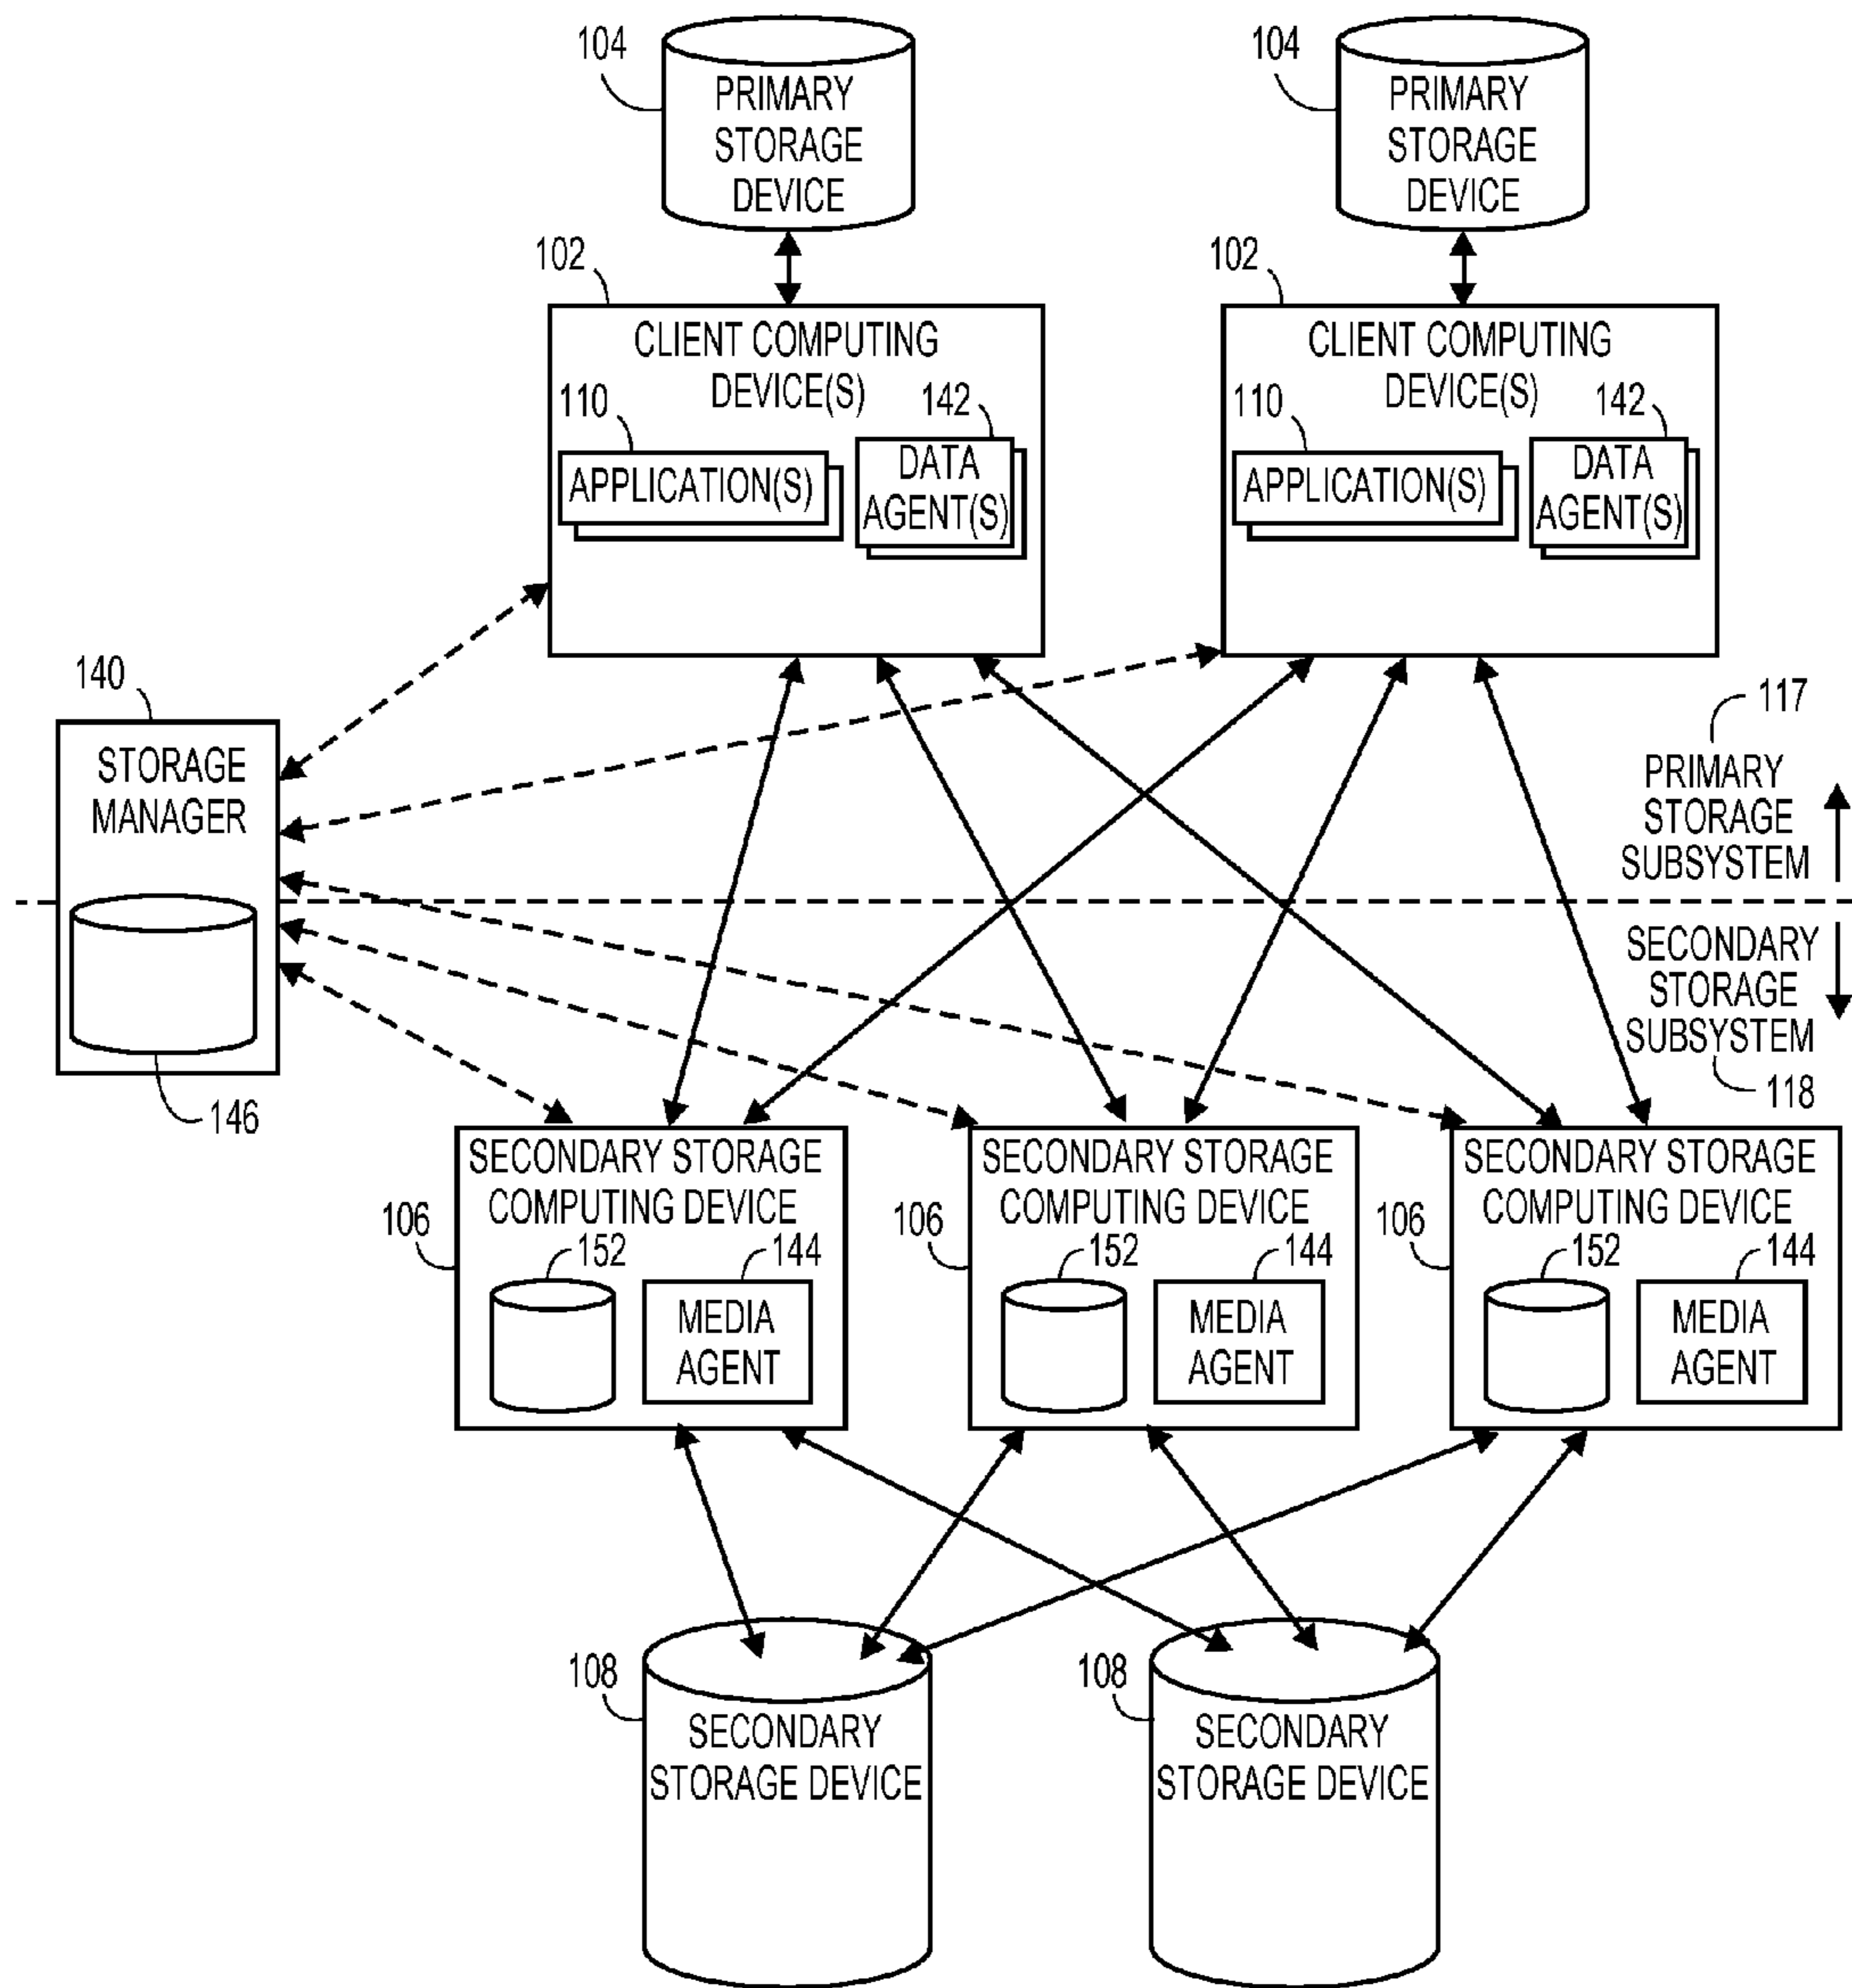 104
PRIMARY
STORAGE
DEVICE
104
PRIMARY
STORAGE
DEVICE
102
CLIENT COMPUTING
DEVICE(S)
110
APPLICATION(S)
142
DATA
AGENT(S)
102
CLIENT COMPUTING
DEVICE(S)
110
APPLICATION(S)
142
DATA
AGENT(S)
140
STORAGE
MANAGER
146
117
PRIMARY
STORAGE
SUBSYSTEM
SECONDARY
STORAGE
SUBSYSTEM
118
SECONDARY STORAGE
COMPUTING DEVICE
106
152
144
MEDIA
AGENT
SECONDARY STORAGE
COMPUTING DEVICE
106
152
144
MEDIA
AGENT
SECONDARY STORAGE
COMPUTING DEVICE
106
152
144
MEDIA
AGENT
108
SECONDARY
STORAGE DEVICE
108
SECONDARY
STORAGE DEVICE